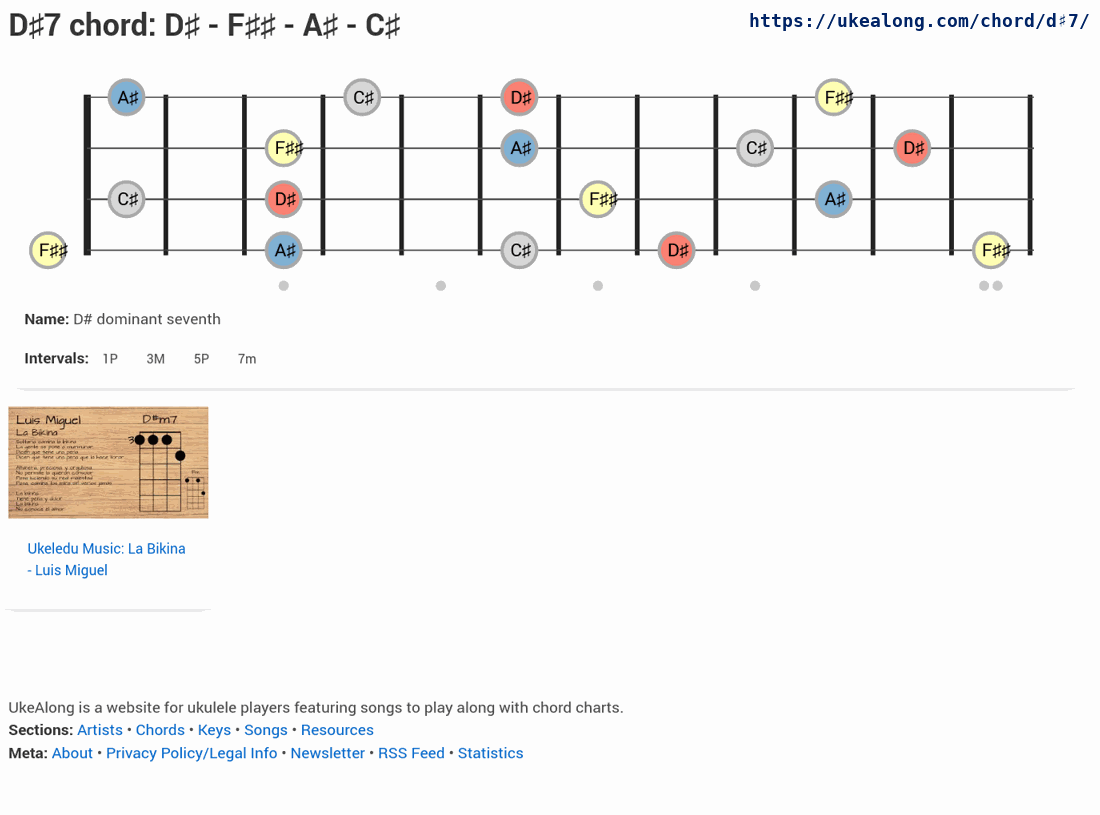 D♯7 chord: D♯ - F♯♯ - A♯ - C♯
https://ukealong.com/chord/d♯7/
A♯ C♯ D♯ F♯♯
F♯♯ A♯ C♯ D♯
C♯ D♯ F♯♯ A♯
F♯♯ A♯ C♯ D♯ F♯♯
Name: D# dominant seventh
Intervals: 1P 3M 5P 7m
Luis Miguel
D#m7
La Bikina
3
Ukeledu Music: La Bikina
- Luis Miguel
UkeAlong is a website for ukulele players featuring songs to play along with chord charts.
Sections: Artists • Chords • Keys • Songs • Resources
Meta: About • Privacy Policy/Legal Info • Newsletter • RSS Feed • Statistics